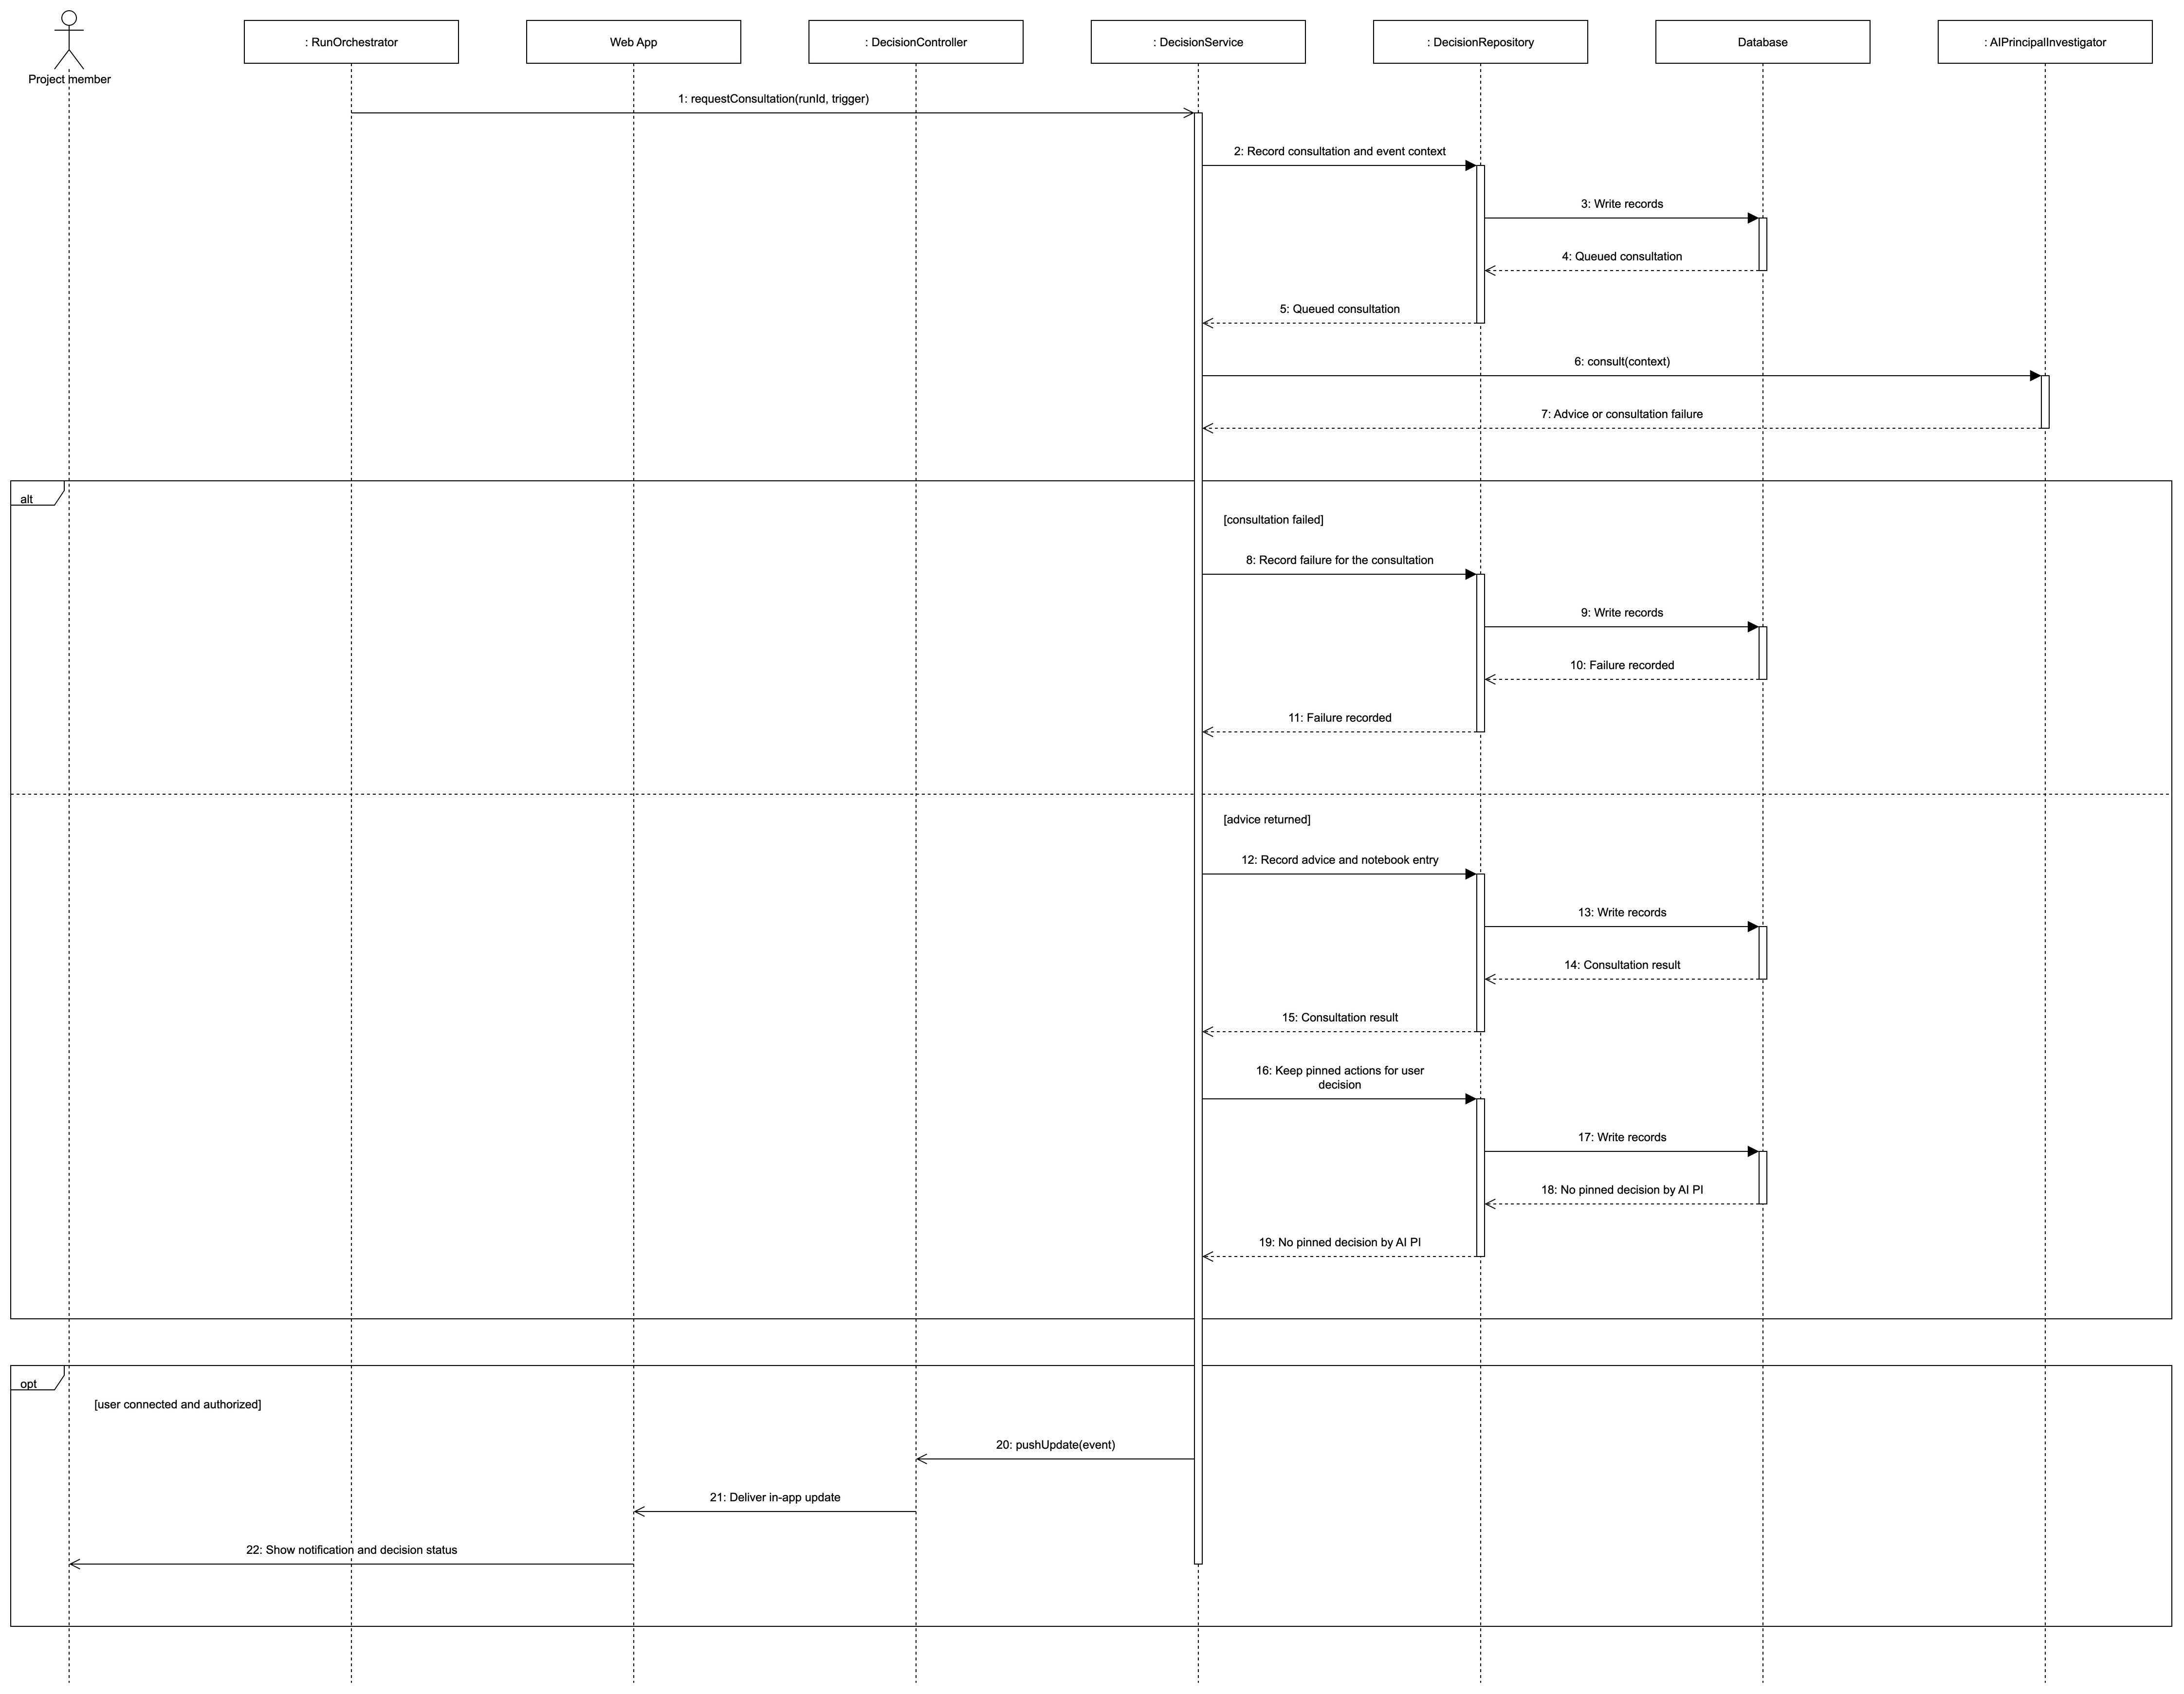 Project member
: RunOrchestrator
Web App
: DecisionController
: DecisionService
: DecisionRepository
Database
: AIPrincipalInvestigator
1: requestConsultation(runId, trigger)
2: Record consultation and event context
3: Write records
4: Queued consultation
5: Queued consultation
6: consult(context)
7: Advice or consultation failure
alt
[consultation failed]
8: Record failure for the consultation
9: Write records
10: Failure recorded
11: Failure recorded
[advice returned]
12: Record advice and notebook entry
13: Write records
14: Consultation result
15: Consultation result
16: Keep pinned actions for user
decision
17: Write records
18: No pinned decision by AI PI
19: No pinned decision by AI PI
opt
[user connected and authorized]
20: pushUpdate(event)
21: Deliver in-app update
22: Show notification and decision status